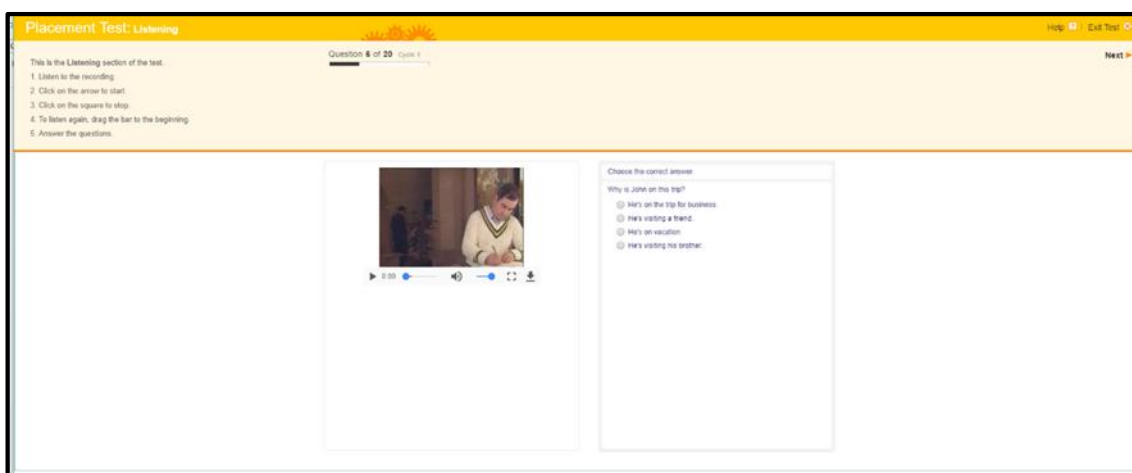 Placement Test: Listening
Help ? | Exit Test
Question 6 of 20 Cycle 1
Next
This is the Listening section of the test.
1. Listen to the recording.
2. Click on the arrow to start.
3. Click on the square to stop.
4. To listen again, drag the bar to the beginning.
5. Answer the questions.
0:00
Choose the correct answer.
Why is John on this trip?
He's on the trip for business.
He's visiting a friend.
He's on vacation.
He's visiting his brother.